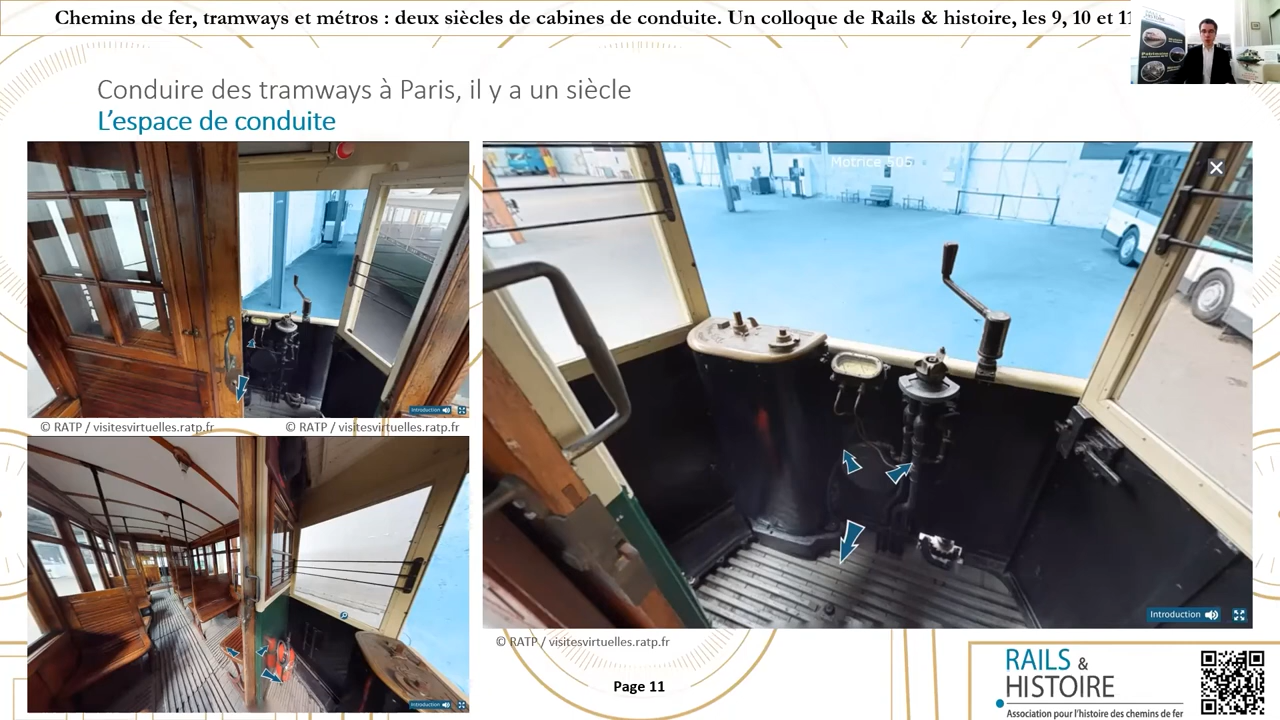 Chemins de fer, tramways et métros : deux siècles de cabines de conduite. Un colloque de Rails & histoire, les 9, 10 et 11
Conduire des tramways à Paris, il y a un siècle
L'espace de conduite
Motrice 505
Introduction
© RATP / visitesvirtuelles.ratp.fr
© RATP / visitesvirtuelles.ratp.fr
Introduction
Introduction
© RATP / visitesvirtuelles.ratp.fr
Page 11
RAILS &
HISTOIRE
Association pour l'histoire des chemins de fer